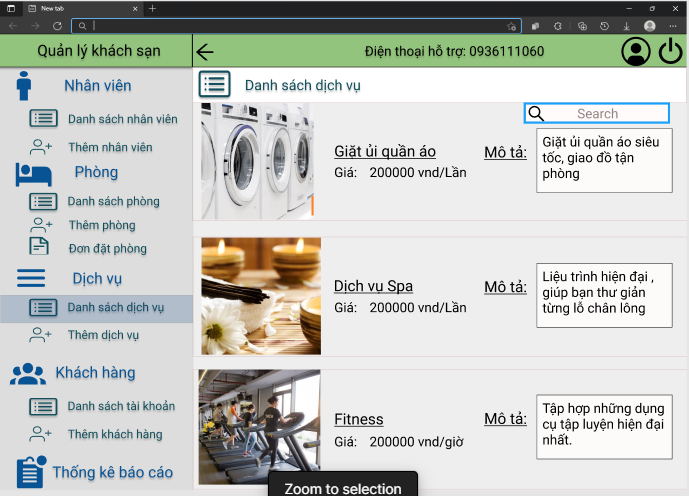 New tab
Quản lý khách sạn
Điện thoại hỗ trợ: 0936111060
Nhân viên
Danh sách nhân viên
Thêm nhân viên
Phòng
Danh sách phòng
Thêm phòng
Đơn đặt phòng
Dịch vụ
Danh sách dịch vụ
Thêm dịch vụ
Khách hàng
Danh sách tài khoản
Thêm khách hàng
Thống kê báo cáo
Danh sách dịch vụ
Search
Giặt ủi quần áo
Giá: 200000 vnd/Lần
Mô tả:
Giặt ủi quần áo siêu
tốc, giao đồ tận
phòng
Dịch vụ Spa
Giá: 200000 vnd/Lần
Mô tả:
Liệu trình hiện đại ,
giúp bạn thư giản
từng lỗ chân lông
Fitness
Giá: 200000 vnd/giờ
Mô tả:
Tập hợp những dụng
cụ tập luyện hiện đại
nhất.
Zoom to selection